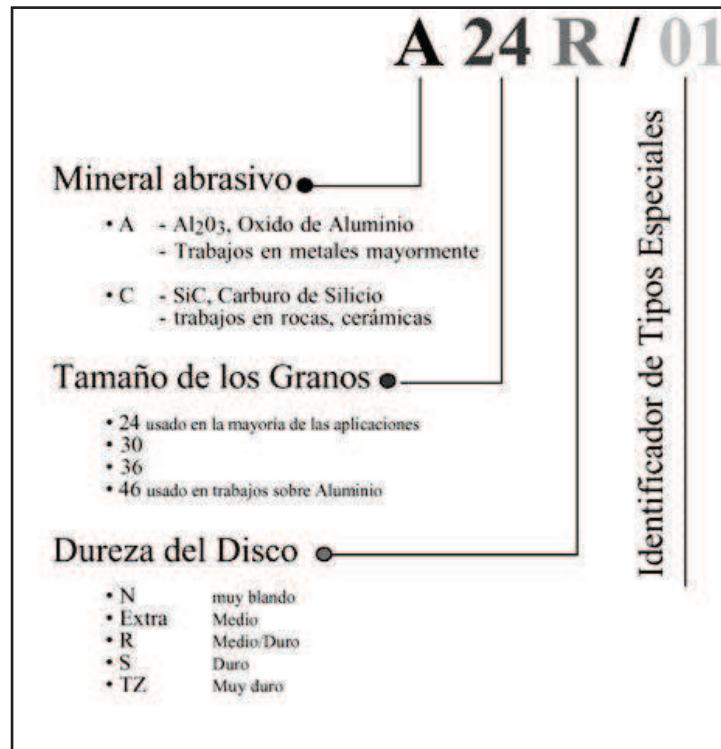 A 24 R / 01
Mineral abrasivo
• A - Al203, Oxido de Aluminio
- Trabajos en metales mayormente
• C - SiC, Carburo de Silicio
- trabajos en rocas, cerámicas
Tamaño de los Granos
• 24 usado en la mayoría de las aplicaciones
• 30
• 36
• 46 usado en trabajos sobre Aluminio
Dureza del Disco
• N muy blando
• Extra Medio
• R Medio/Duro
• S Duro
• TZ Muy duro
Identificador de Tipos Especiales